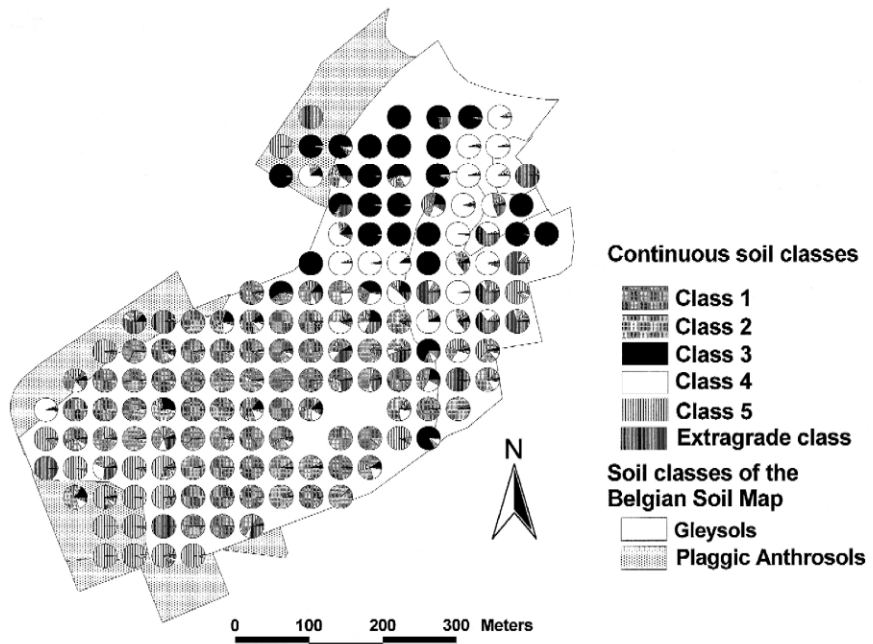 Continuous soil classes
Class 1
Class 2
Class 3
Class 4
Class 5
Extragrade class
Soil classes of the
Belgian Soil Map
Gleysols
Plaggic Anthrosols
N
0 100 200 300 Meters